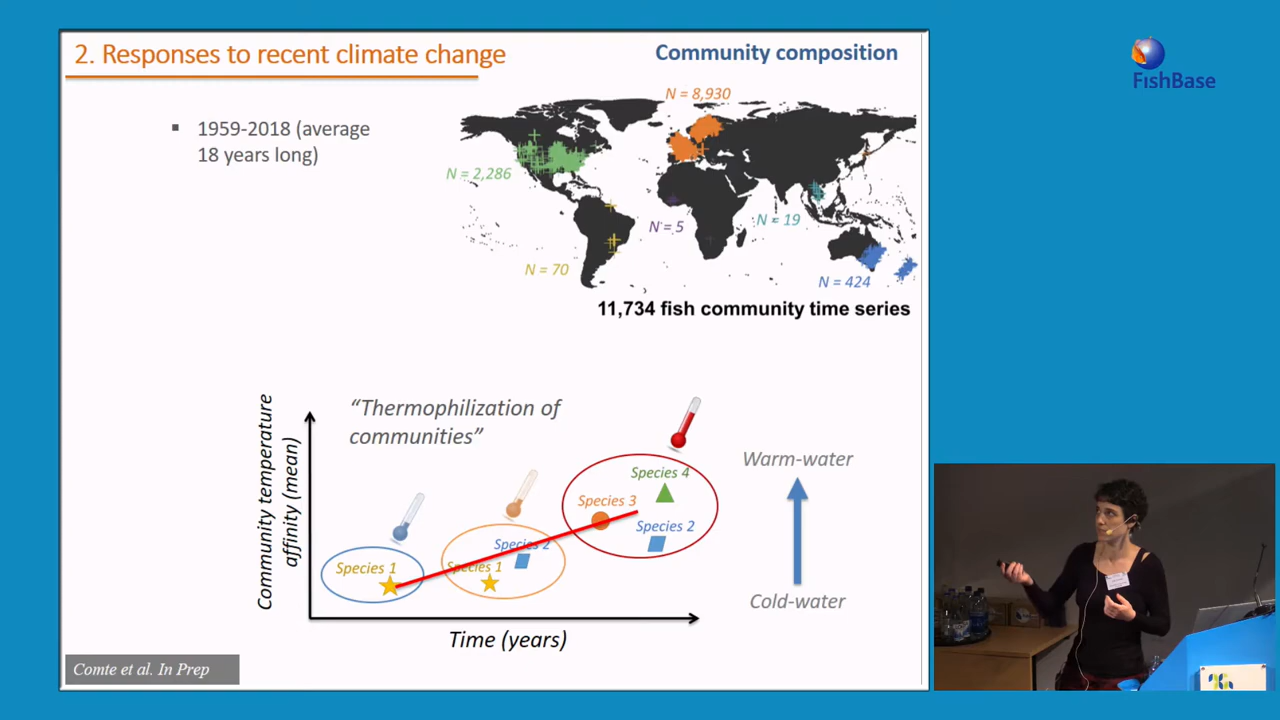 2. Responses to recent climate change
Community composition
FishBase
1959-2018 (average
18 years long)
N = 8,930
N = 2,286
N = 5
N = 19
N = 70
N = 424
11,734 fish community time series
Community temperature
affinity (mean)
"Thermophilization of
communities"
Species 1
Species 1
Species 2
Species 3
Species 4
Species 2
Warm-water
Cold-water
Time (years)
Comte et al. In Prep